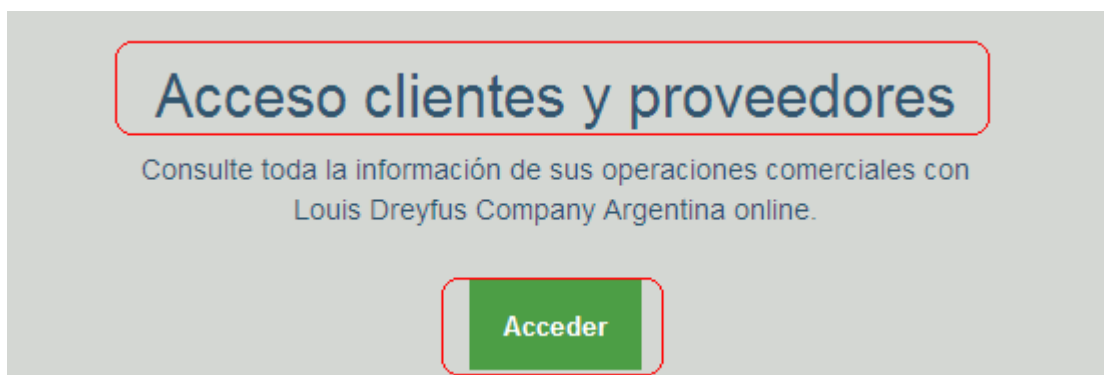 Acceso clientes y proveedores
Consulte toda la información de sus operaciones comerciales con
Louis Dreyfus Company Argentina online.
Acceder